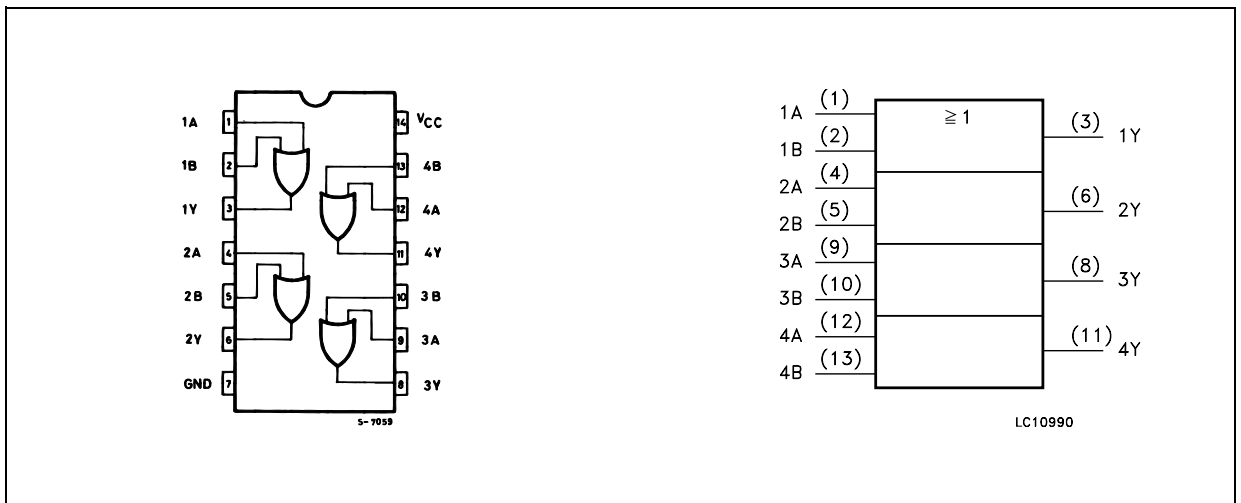 1A 1 14 VCC
1B 2 13 4B
1Y 3 12 4A
2A 4 11 4Y
2B 5 10 3B
2Y 6 9 3A
GND 7 8 3Y
S-7059
≧ 1
1A (1)
1B (2)
2A (4)
2B (5)
3A (9)
3B (10)
4A (12)
4B (13)
(3) 1Y
(6) 2Y
(8) 3Y
(11) 4Y
LC10990